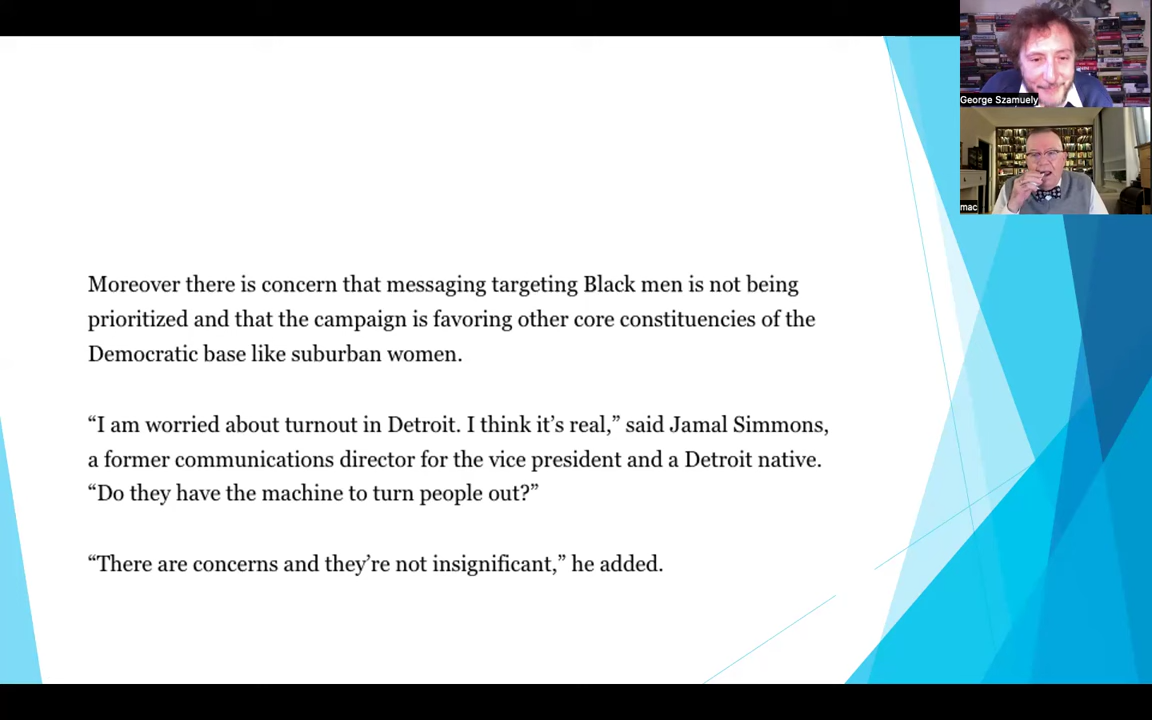 George Szamuely
mac
Moreover there is concern that messaging targeting Black men is not being
prioritized and that the campaign is favoring other core constituencies of the
Democratic base like suburban women.
“I am worried about turnout in Detroit. I think it’s real,” said Jamal Simmons,
a former communications director for the vice president and a Detroit native.
“Do they have the machine to turn people out?”
“There are concerns and they’re not insignificant,” he added.